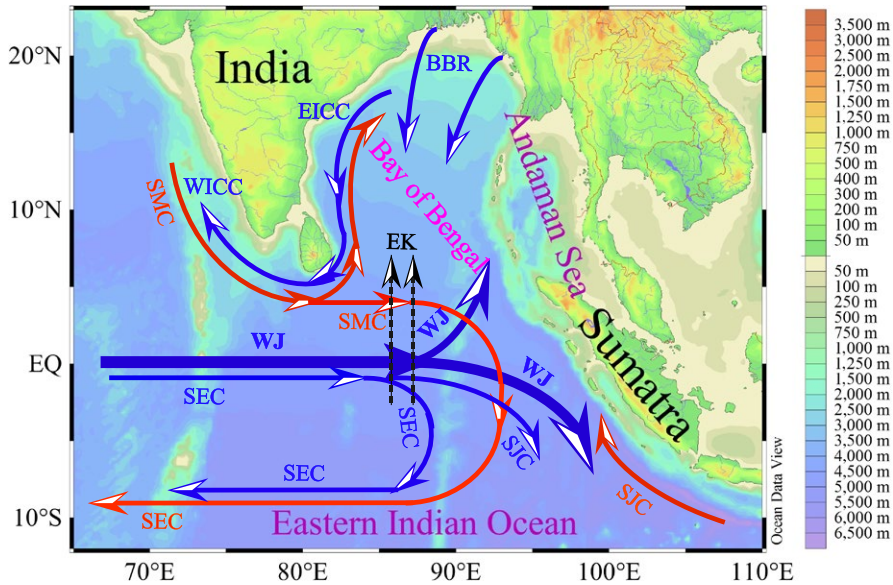 20°N
10°N
EQ
10°S
70°E
80°E
90°E
100°E
110°E
India
BBR
EICC
WICC
SMC
Bay of Bengal
Andaman Sea
EK
SMC
WJ
WJ
WJ
Sumatra
SEC
SEC
SJC
SEC
SJC
SEC
Eastern Indian Ocean
Ocean Data View
3,500 m
3,000 m
2,500 m
2,000 m
1,750 m
1,500 m
1,250 m
1,000 m
750 m
500 m
400 m
300 m
200 m
100 m
50 m
50 m
100 m
250 m
500 m
750 m
1,000 m
1,250 m
1,500 m
1,750 m
2,000 m
2,500 m
3,000 m
3,500 m
4,000 m
4,500 m
5,000 m
5,500 m
6,000 m
6,500 m